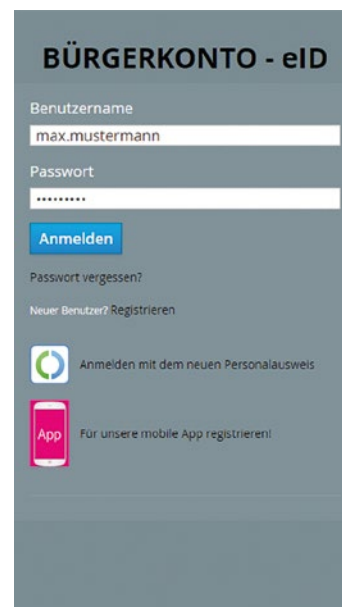 BÜRGERKONTO - eID
Benutzername
max.mustermann
Passwort
•••••••••
Anmelden
Passwort vergessen?
Neuer Benutzer? Registrieren
Anmelden mit dem neuen Personalausweis
App
Für unsere mobile App registrieren!